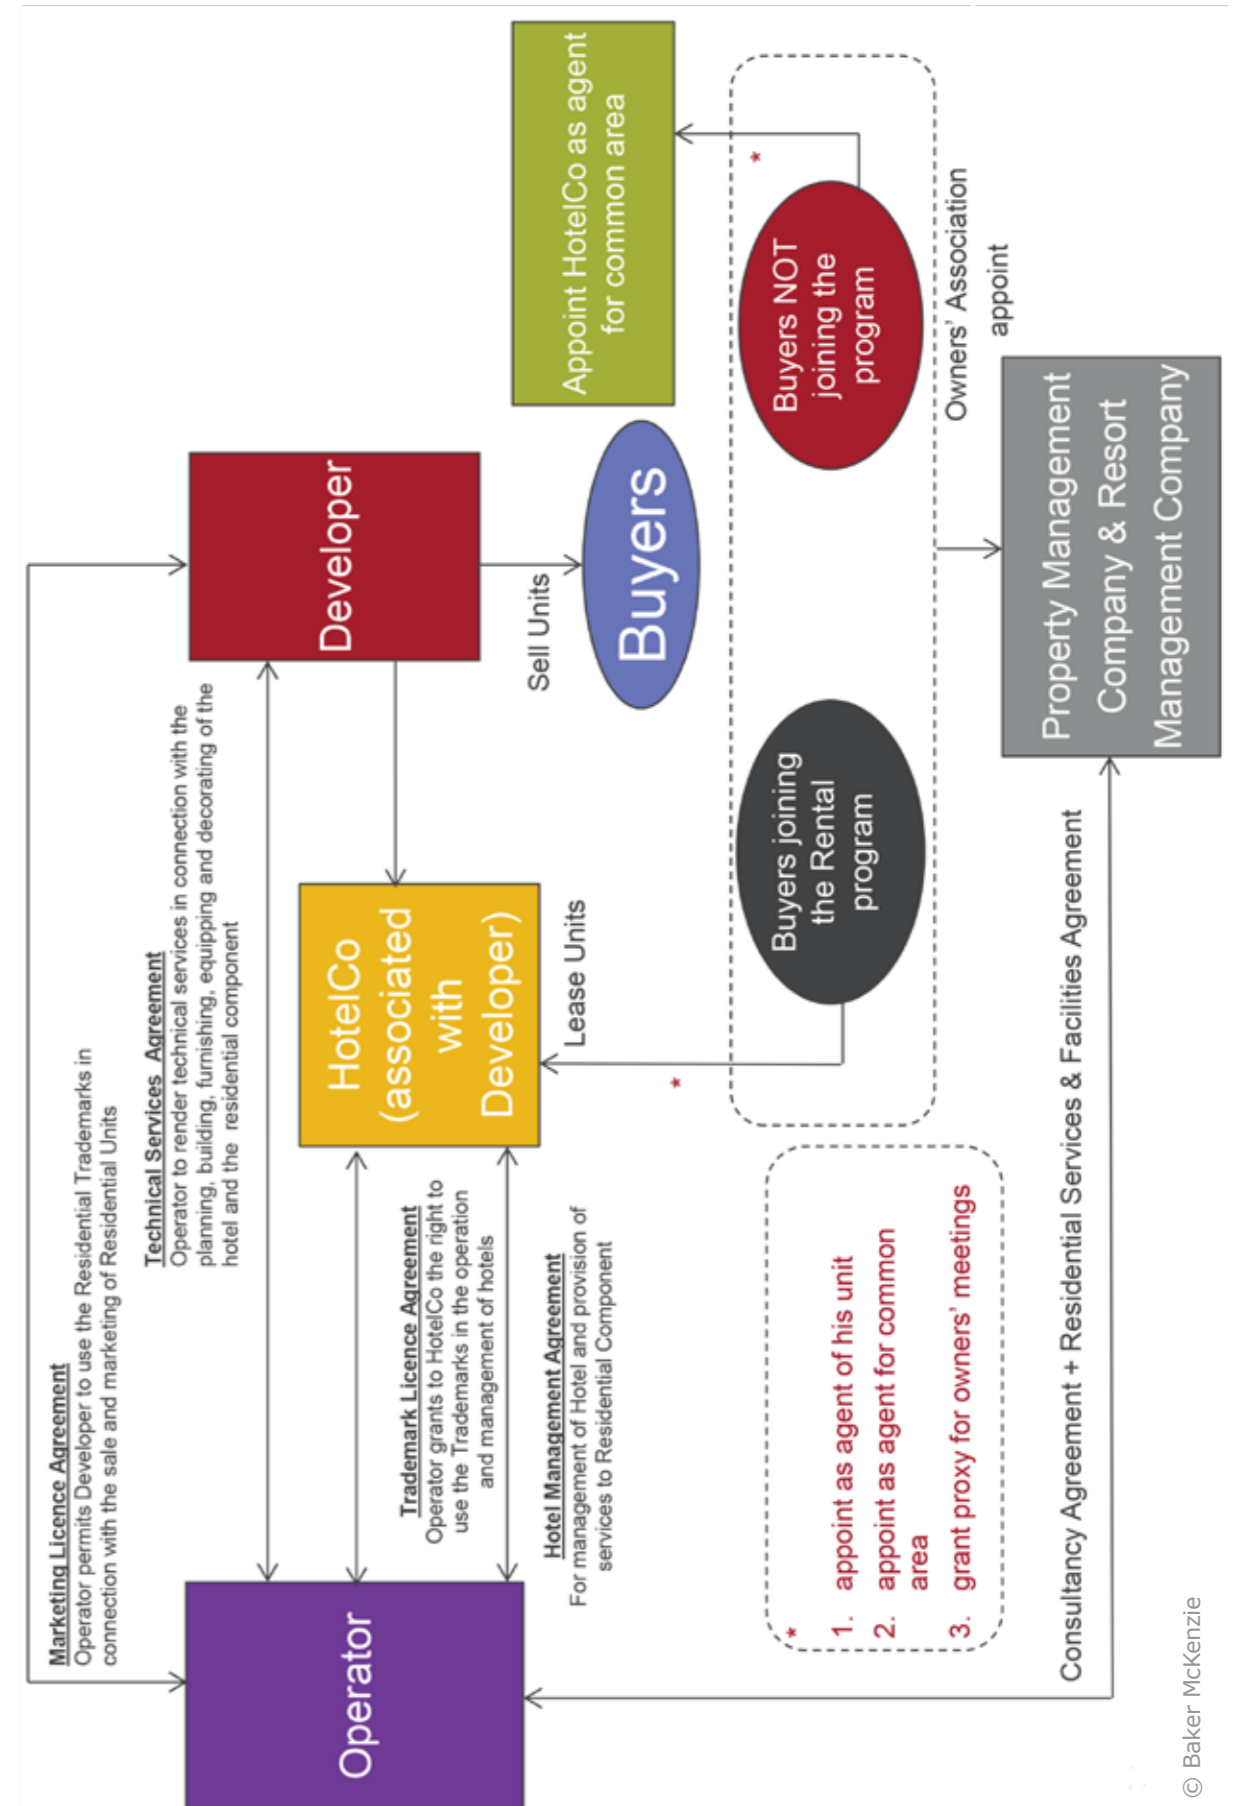 Marketing Licence Agreement
Operator permits Developer to use the Residential Trademarks in
connection with the sale and marketing of Residential Units
Technical Services Agreement
Operator to render technical services in connection with the
planning, building, furnishing, equipping and decorating of the
hotel and the residential component
Operator
Trademark Licence Agreement
Operator grants to HotelCo the right to
use the Trademarks in the operation
and management of hotels
Hotel Management Agreement
For management of Hotel and provision of
services to Residential Component
HotelCo
(associated
with
Developer)
Developer
Sell Units
Buyers
Appoint HotelCo as agent
for common area
Lease Units
*
*
Buyers joining
the Rental
program
Buyers NOT
joining the
program
Owners' Association
appoint
*
1. appoint as agent of his unit
2. appoint as agent for common
area
3. grant proxy for owners' meetings
Property Management
Company & Resort
Management Company
Consultancy Agreement + Residential Services & Facilities Agreement
© Baker McKenzie